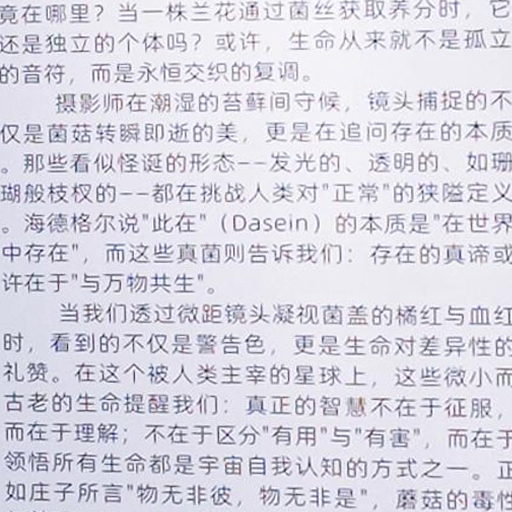 竟在哪里？当一株兰花通过菌丝获取养分时，它
还是独立的个体吗？或许，生命从来就不是孤立
的音符，而是永恒交织的复调。
摄影师在潮湿的苔藓间守候，镜头捕捉的不
仅是菌菇转瞬即逝的美，更是在追问存在的本质
。那些看似怪诞的形态——发光的、透明的、如珊
瑚般枝杈的——都在挑战人类对"正常"的狭隘定义
。海德格尔说"此在"（Dasein）的本质是"在世界
中存在"，而这些真菌则告诉我们：存在的真谛或
许在于"与万物共生"。
当我们透过微距镜头凝视菌盖的橘红与血红
时，看到的不仅是警告色，更是生命对差异性的
礼赞。在这个被人类主宰的星球上，这些微小而
古老的生命提醒我们：真正的智慧不在于征服，
而在于理解；不在于区分"有用"与"有害"，而在于
领悟所有生命都是宇宙自我认知的方式之一。正
如庄子所言"物无非彼，物无非是"，蘑菇的毒性